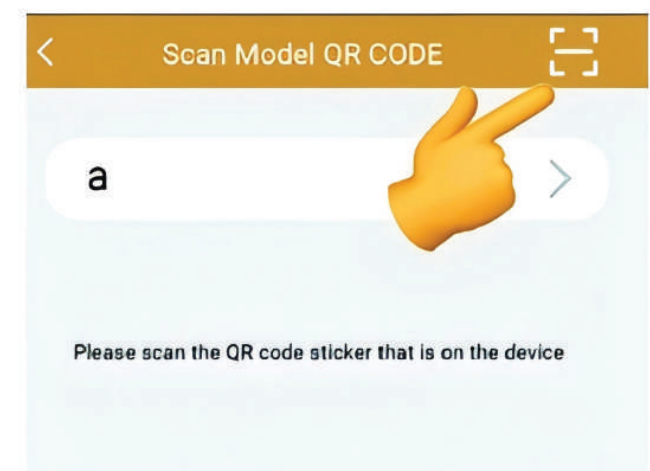 Scan Model QR CODE
a
Please scan the QR code sticker that is on the device